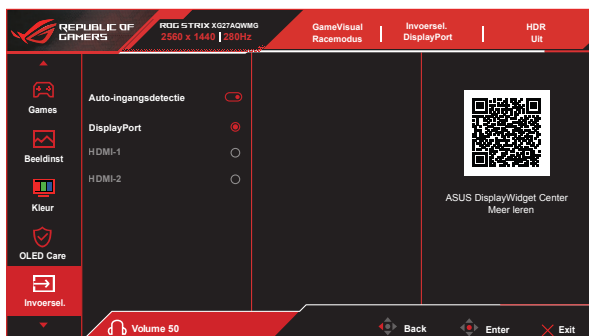 REPUBLIC OF
GAMERS
ROG STRIX XG27AQWMG
2560 x 1440 280Hz
GameVisual
Racemodus
Invoersel.
DisplayPort
HDR
Uit
Games
Beeldinst
Kleur
OLED Care
Invoersel.
Auto-ingangsdetectie
DisplayPort
HDMI-1
HDMI-2
ASUS DisplayWidget Center
Meer leren
Volume 50
Back
Enter
Exit